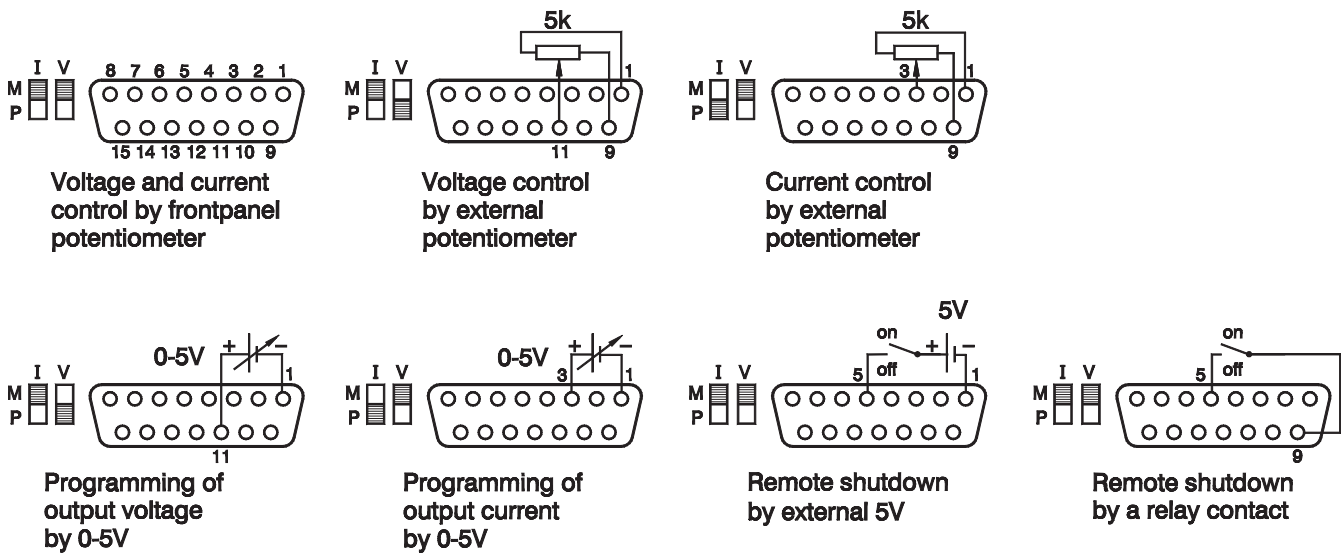 I V
M
P
8 7 6 5 4 3 2 1
15 14 13 12 11 10 9
Voltage and current
control by frontpanel
potentiometer
5k
I V
M
P
1
11 9
Voltage control
by external
potentiometer
5k
I V
M
P
3 1
9
Current control
by external
potentiometer
0-5V
+ −
I V
M
P
1
11
Programming of
output voltage
by 0-5V
0-5V
+ −
I V
M
P
3 1
Programming of
output current
by 0-5V
5V
on
+ −
off
I V
M
P
5 1
Remote shutdown
by external 5V
on
off
I V
M
P
5
9
Remote shutdown
by a relay contact